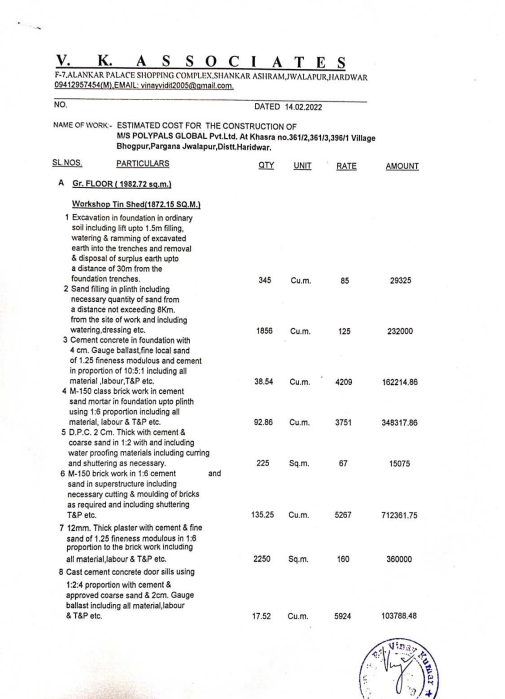 V. K. ASSOCIATES
F-7,ALANKAR PALACE SHOPPING COMPLEX,SHANKAR ASHRAM,JWALAPUR,HARDWAR
09412957454(M),EMAIL: vinayvidit2005@gmail.com.
NO. DATED 14.02.2022
NAME OF WORK:- ESTIMATED COST FOR THE CONSTRUCTION OF
M/S POLYPALS GLOBAL Pvt.Ltd. At Khasra no.361/2,361/3,396/1 Village
Bhogpur,Pargana Jwalapur,Distt.Haridwar.
SL.NOS. PARTICULARS QTY UNIT RATE AMOUNT
A Gr. FLOOR ( 1982.72 sq.m.)
Workshop Tin Shed(1872.15 SQ.M.)
1 Excavation in foundation in ordinary
soil including lift upto 1.5m filling,
watering & ramming of excavated
earth into the trenches and removal
& disposal of surplus earth upto
a distance of 30m from the
foundation trenches. 345 Cu.m. 85 29325
2 Sand filling in plinth including
necessary quantity of sand from
a distance not exceeding 8Km.
from the site of work and including
watering,dressing etc. 1856 Cu.m. 125 232000
3 Cement concrete in foundation with
4 cm. Gauge ballast,fine local sand
of 1.25 fineness modulous and cement
in proportion of 10:5:1 including all
material ,labour,T&P etc. 38.54 Cu.m. 4209 162214.86
4 M-150 class brick work in cement
sand mortar in foundation upto plinth
using 1:6 proportion including all
material, labour & T&P etc. 92.86 Cu.m. 3751 348317.86
5 D.P.C. 2 Cm. Thick with cement &
coarse sand in 1:2 with and including
water proofing materials including curring
and shuttering as necessary. 225 Sq.m. 67 15075
6 M-150 brick work in 1:6 cement and
sand in superstructure including
necessary cutting & moulding of bricks
as required and including shuttering
T&P etc. 135.25 Cu.m. 5267 712361.75
7 12mm. Thick plaster with cement & fine
sand of 1.25 fineness modulous in 1:6
proportion to the brick work including
all material,labour & T&P etc. 2250 Sq.m. 160 360000
8 Cast cement concrete door sills using
1:2:4 proportion with cement &
approved coarse sand & 2cm. Gauge
ballast including all material,labour
& T&P etc. 17.52 Cu.m. 5924 103788.48
Vinay Kumar